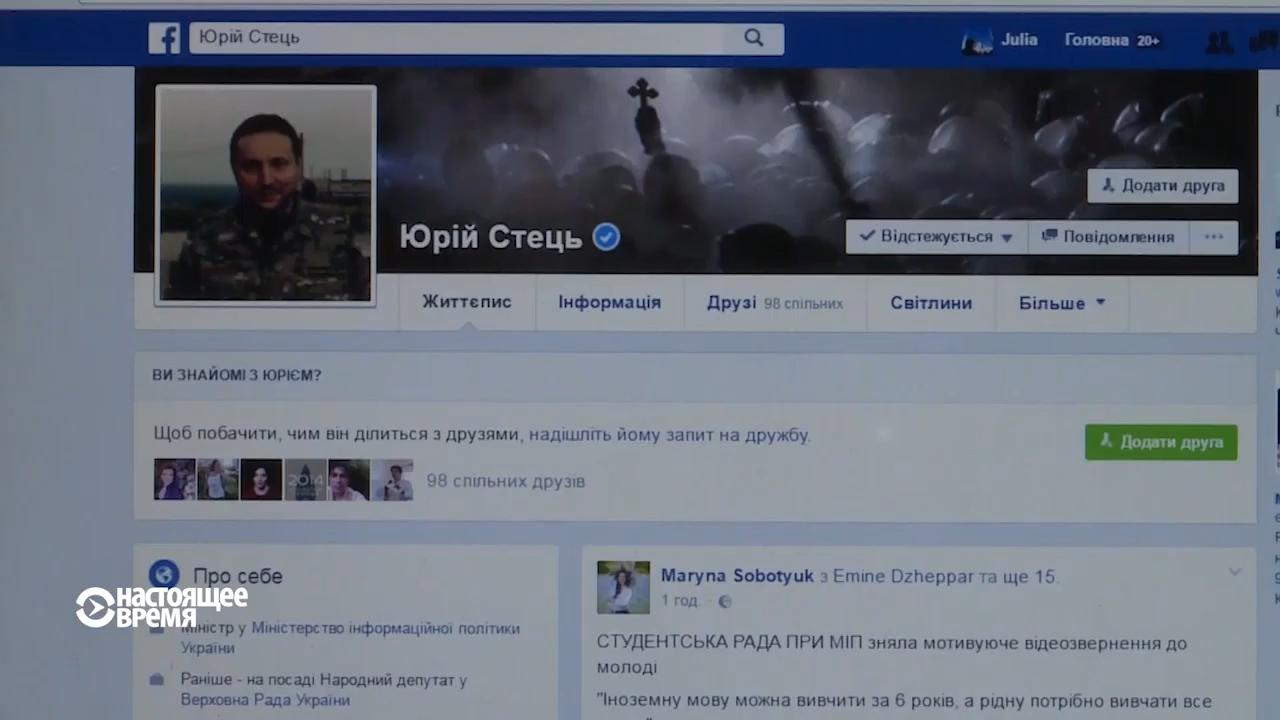 Юрій Стець
Julia
Головна 20+
Додати друга
Юрій Стець
Відстежується
Повідомлення
Життєпис
Інформація
Друзі 98 спільних
Світлини
Більше
ВИ ЗНАЙОМІ З ЮРІЄМ?
Щоб побачити, чим він ділиться з друзями, надішліть йому запит на дружбу.
Додати друга
2014
98 спільних друзів
Про себе
НАСТОЯЩЕЕ
ВРЕМЯ
Міністр у Міністерство інформаційної політики
України
Раніше - на посаді Народний депутат у
Верховна Рада України
Maryna Sobotyuk з Emine Dzheppar та ще 15.
1 год.
СТУДЕНТСЬКА РАДА ПРИ МІП зняла мотивуюче відеозвернення до
молоді
"Іноземну мову можна вивчити за 6 років, а рідну потрібно вивчати все